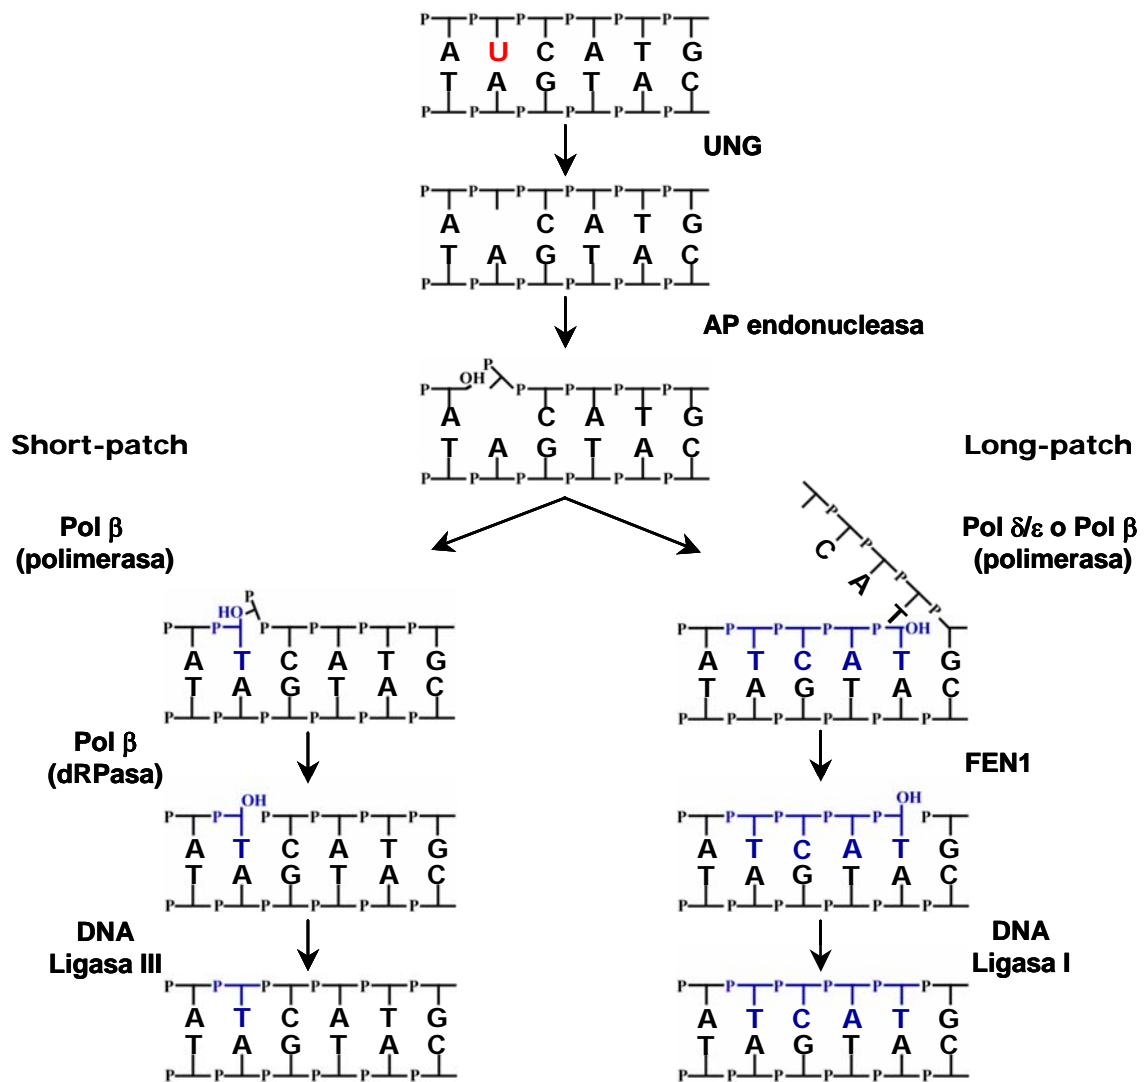 P P P P P P
A U C A T G
T A G T A C
P P P P P P
UNG
P P P P P P
A C A T G
T A G T A C
P P P P P P
AP endonucleasa
P OH P P P P P
A C A T G
T A G T A C
P P P P P P
Short-patch
Long-patch
Pol β
(polimerasa)
Pol δ/ε o Pol β
(polimerasa)
P P P P
C A T
P P HO P P P P P
A T C A T G
T A G T A C
P P P P P P
P P P P P OH
A T C A T G
T A G T A C
P P P P P P
Pol β
(dRPasa)
FEN1
P P OH P P P P
A T C A T G
T A G T A C
P P P P P P
P P P P P OH P
A T C A T G
T A G T A C
P P P P P P
DNA
Ligasa III
DNA
Ligasa I
P P P P P P
A T C A T G
T A G T A C
P P P P P P
P P P P P P
A T C A T G
T A G T A C
P P P P P P